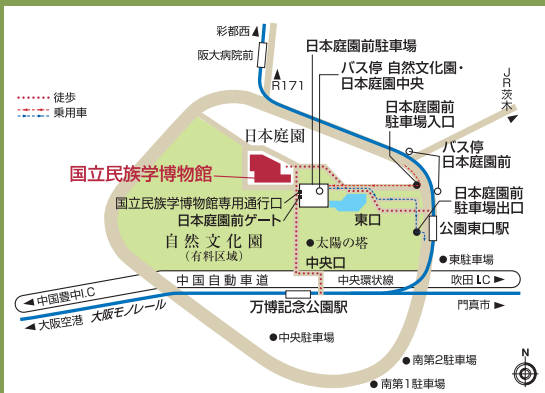 彩都西
阪大病院前
R171
日本庭園前駐車場
バス停 自然文化園・
日本庭園中央
日本庭園前
駐車場入口
JR茨木
徒歩
乗用車
日本庭園
バス停
日本庭園前
国立民族学博物館
国立民族学博物館専用通行口
日本庭園前ゲート
日本庭園前
駐車場出口
東口
公園東口駅
自然文化園
(有料区域)
太陽の塔
中央口
東駐車場
中国自動車道
中央環状線
吹田I.C
中国豊中I.C
大阪空港
大阪モノレール
万博記念公園駅
門真市
中央駐車場
南第2駐車場
南第1駐車場
N